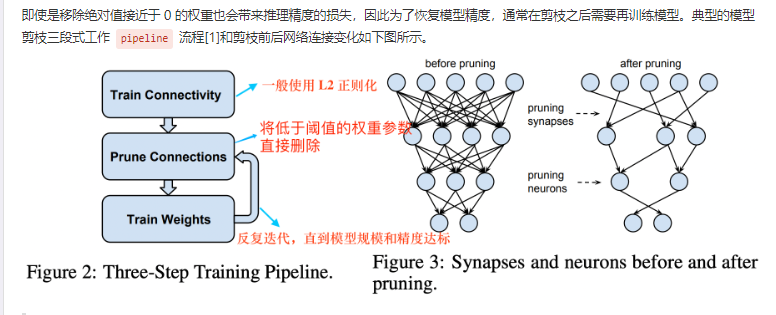 即使是移除绝对值接近于 0 的权重也会带来推理精度的损失，因此为了恢复模型精度，通常在剪枝之后需要再训练模型。典型的模型
剪枝三段式工作 pipeline 流程[1]和剪枝前后网络连接变化如下图所示。
Train Connectivity
一般使用 L2 正则化
Prune Connections
将低于阈值的权重参数
直接删除
Train Weights
反复迭代，直到模型规模和精度达标
Figure 2: Three-Step Training Pipeline.
before pruning
after pruning
pruning
synapses
pruning
neurons
Figure 3: Synapses and neurons before and after
pruning.